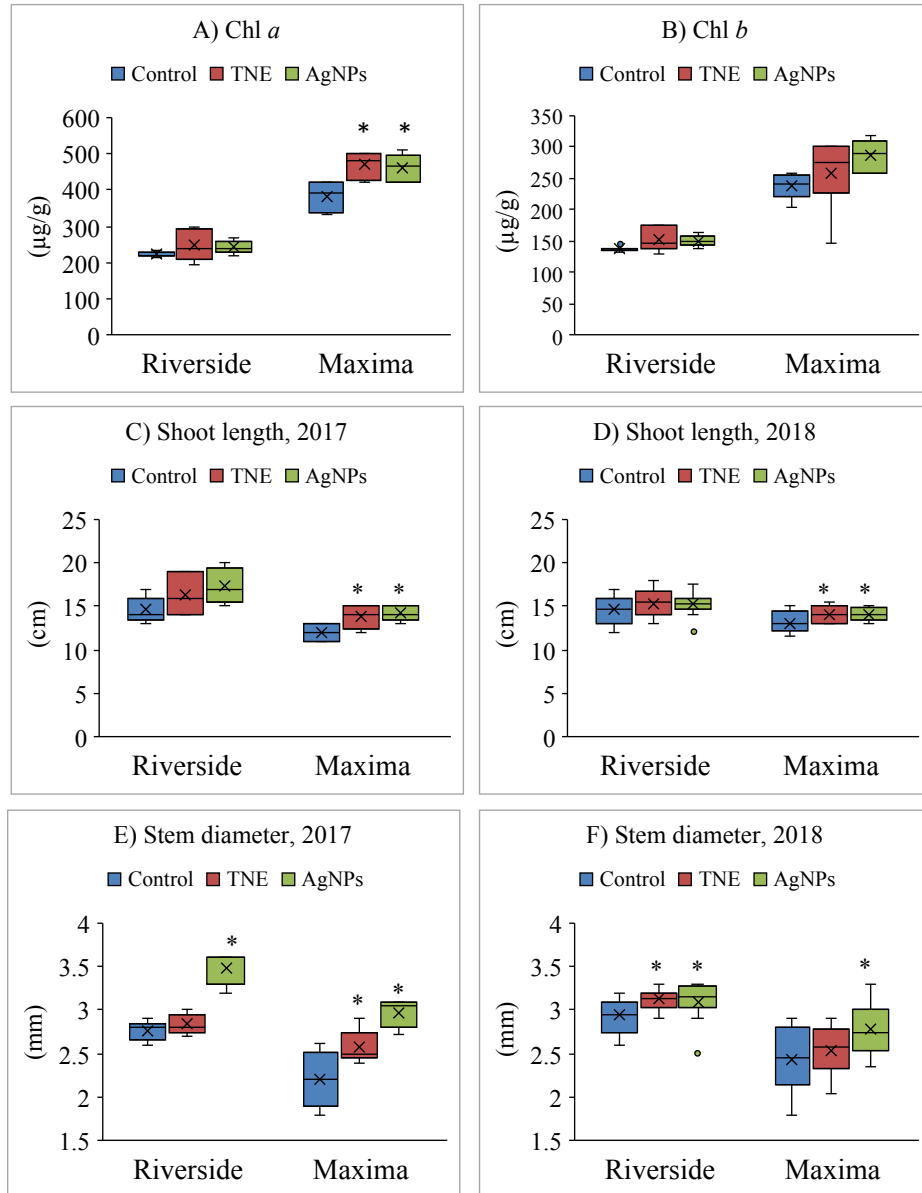 A) Chl a
Control TNE AgNPs
600
500
400
300
200
100
0
(µg/g)
* *
Riverside Maxima
B) Chl b
Control TNE AgNPs
350
300
250
200
150
100
50
0
(µg/g)
Riverside Maxima
C) Shoot length, 2017
Control TNE AgNPs
25
20
15
10
5
0
(cm)
* *
Riverside Maxima
D) Shoot length, 2018
Control TNE AgNPs
25
20
15
10
5
0
(cm)
* *
Riverside Maxima
E) Stem diameter, 2017
Control TNE AgNPs
4
3.5
3
2.5
2
1.5
(mm)
* * *
Riverside Maxima
F) Stem diameter, 2018
Control TNE AgNPs
4
3.5
3
2.5
2
1.5
(mm)
* * *
Riverside Maxima